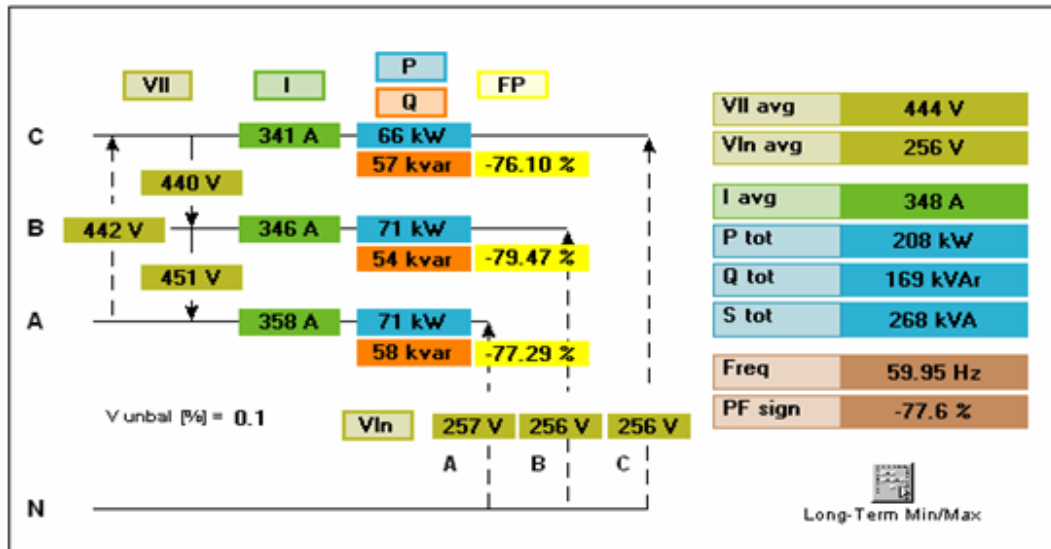 VII I P FP
Q
C 341 A 66 kW
57 kvar -76.10 %
440 V
B 442 V 346 A 71 kW
54 kvar -79.47 %
451 V
A 358 A 71 kW
58 kvar -77.29 %
V unbal [%] = 0.1
Vln 257 V 256 V 256 V
A B C
N
Vll avg 444 V
Vln avg 256 V
I avg 348 A
P tot 208 kW
Q tot 169 kVAr
S tot 268 kVA
Freq 59.95 Hz
PF sign -77.6 %
Long-Term Min/Max